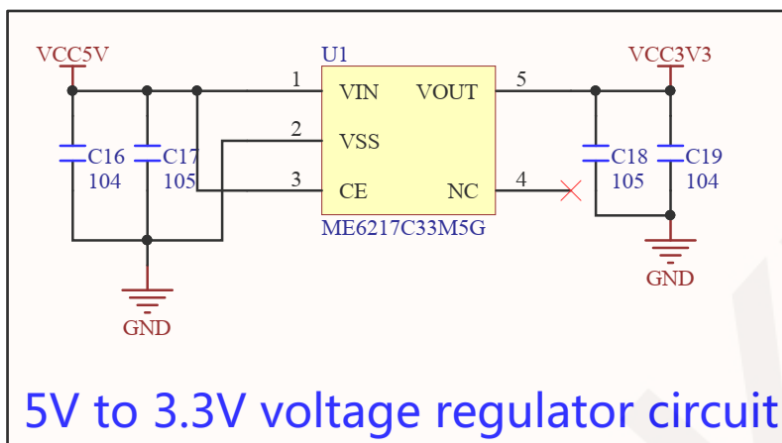 VCC5V
U1
VCC3V3
1
VIN
VOUT
5
2
VSS
C16
104
C17
105
3
CE
NC
4
C18
105
C19
104
ME6217C33M5G
GND
GND
5V to 3.3V voltage regulator circuit